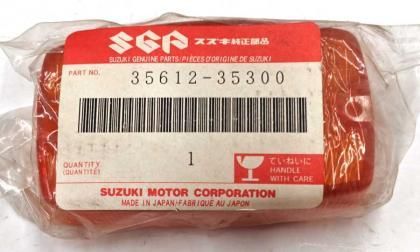 SGP スズキ純正部品
SUZUKI GENUINE PARTS/PIÈCES D'ORIGINE DE SUZUKI
PART NO. 35612-35300
QUANTITY
(QUANTITÉ) 1
ていねいに
HANDLE
WITH CARE
SUZUKI MOTOR CORPORATION
MADE IN JAPAN/FABRIQUÉ AU JAPON